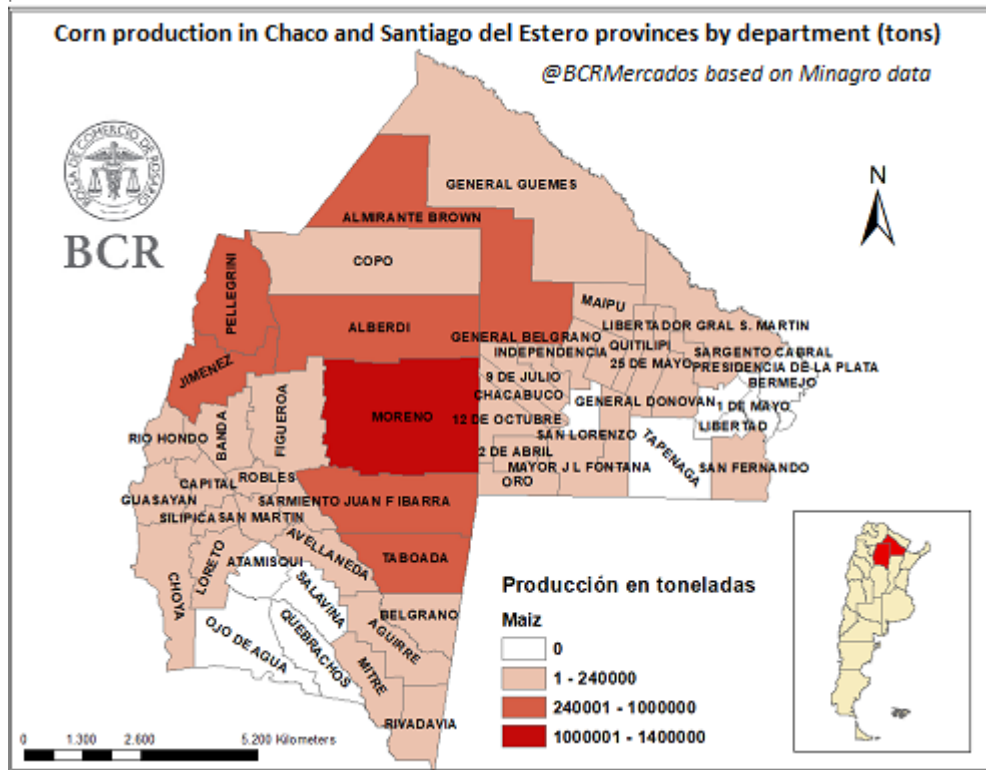 Corn production in Chaco and Santiago del Estero provinces by department (tons)
@BCRMercados based on Minagro data
BOLSA DE COMERCIO DE ROSARIO
BCR
N
GENERAL GUEMES
ALMIRANTE BROWN
COPO
PELLEGRINI
MAIPU
ALBERDI
LIBERTADOR GRAL S. MARTIN
GENERAL BELGRANO
QUITILIPI
INDEPENDENCIA
SARGENTO CABRAL
25 DE MAYO
PRESIDENCIA DE LA PLATA
JIMENEZ
9 DE JULIO
BERMEJO
CHACABUCO
GENERAL DONOVAN
1 DE MAYO
MORENO
12 DE OCTUBRE
FIGUEROA
BANDA
LIBERTAD
RIO HONDO
SAN LORENZO
TAPENAGA
2 DE ABRIL
MAYOR J L FONTANA
SAN FERNANDO
ROBLES
ORO
CAPITAL
GUASAYAN
SARMIENTO
JUAN F IBARRA
SILIPICA
SAN MARTIN
AVELLANEDA
TABOADA
LORETO
ATAMISQUI
CHOYA
SALAVINA
BELGRANO
OJO DE AGUA
QUEBRACHOS
AGUIRRE
MITRE
RIVADAVIA
Producción en toneladas
Maiz
0
1 - 240000
240001 - 1000000
1000001 - 1400000
0 1.300 2.600 5.200 Kilometers